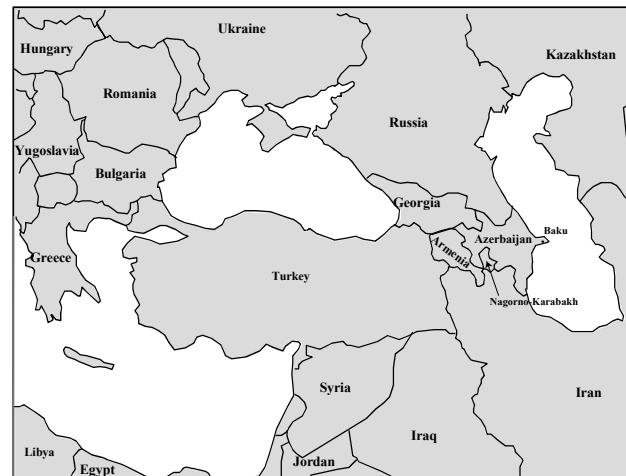 Ukraine
Hungary
Kazakhstan
Romania
Russia
Yugoslavia
Bulgaria
Georgia
Baku
Azerbaijan
Armenia
Greece
Turkey
Nagorno-Karabakh
Syria
Iran
Iraq
Libya
Jordan
Egypt